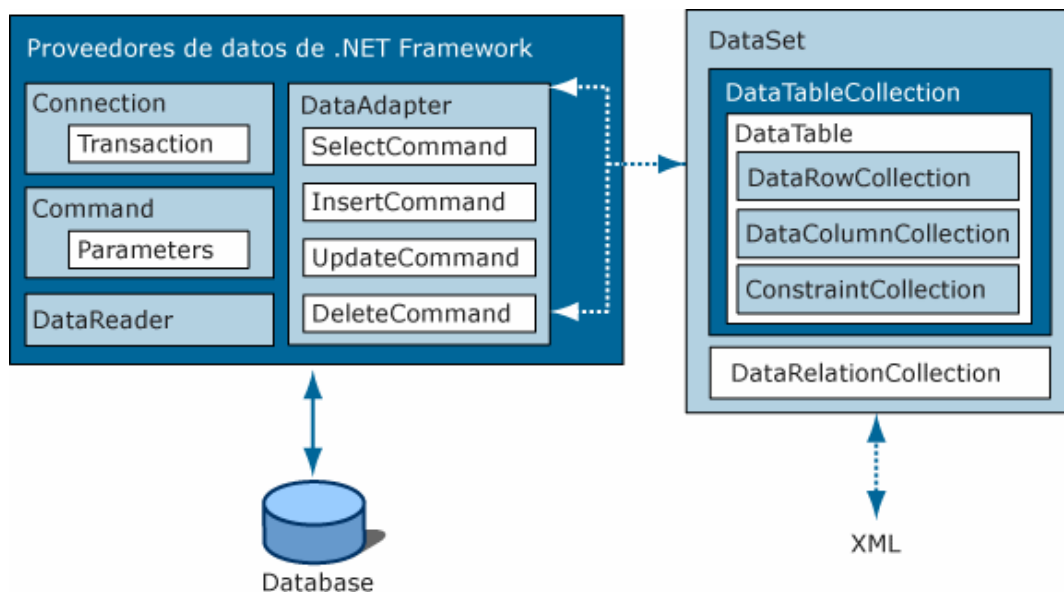 Proveedores de datos de .NET Framework
Connection
Transaction
Command
Parameters
DataReader
DataAdapter
SelectCommand
InsertCommand
UpdateCommand
DeleteCommand
Database
DataSet
DataTableCollection
DataTable
DataRowCollection
DataColumnCollection
ConstraintCollection
DataRelationCollection
XML